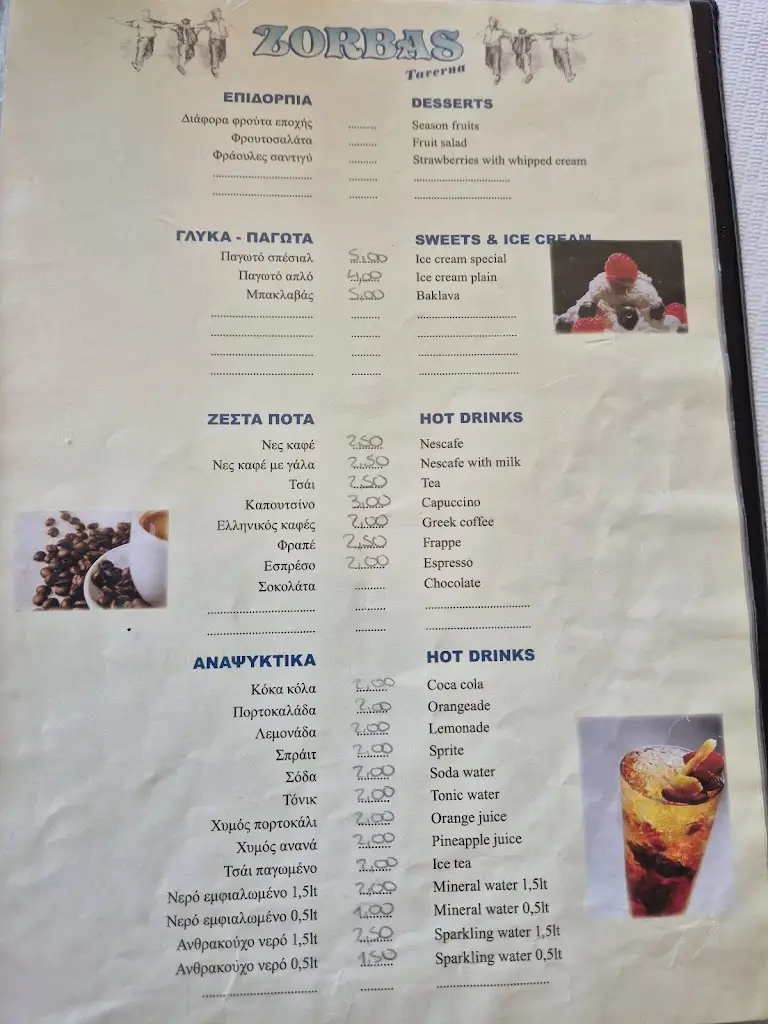 ZORBAS
Taverna
ΕΠΙΔΟΡΠΙΑ DESSERTS
Διάφορα φρούτα εποχής .......... Season fruits
Φρουτοσαλάτα .......... Fruit salad
Φράουλες σαντιγύ .......... Strawberries with whipped cream
ΓΛΥΚΑ - ΠΑΓΩΤΑ SWEETS & ICE CREAM
Παγωτό σπέσιαλ 5,00 Ice cream special
Παγωτό απλό 4,00 Ice cream plain
Μπακλαβάς 5,00 Baklava
ΖΕΣΤΑ ΠΟΤΑ HOT DRINKS
Νες καφέ 2,50 Nescafe
Νες καφέ με γάλα 2,50 Nescafe with milk
Τσάι 2,50 Tea
Καπουτσίνο 3,00 Capuccino
Ελληνικός καφές 2,00 Greek coffee
Φραπέ 2,50 Frappe
Εσπρέσο 2,00 Espresso
Σοκολάτα .......... Chocolate
ΑΝΑΨΥΚΤΙΚΑ HOT DRINKS
Κόκα κόλα 2,00 Coca cola
Πορτοκαλάδα 2,00 Orangeade
Λεμονάδα 2,00 Lemonade
Σπράιτ 2,00 Sprite
Σόδα 2,00 Soda water
Τόνικ 2,00 Tonic water
Χυμός πορτοκάλι 2,00 Orange juice
Χυμός ανανά 2,00 Pineapple juice
Τσάι παγωμένο 2,00 Ice tea
Νερό εμφιαλωμένο 1,5lt 2,00 Mineral water 1,5lt
Νερό εμφιαλωμένο 0,5lt 1,00 Mineral water 0,5lt
Ανθρακούχο νερό 1,5lt 2,50 Sparkling water 1,5lt
Ανθρακούχο νερό 0,5lt 1,50 Sparkling water 0,5lt